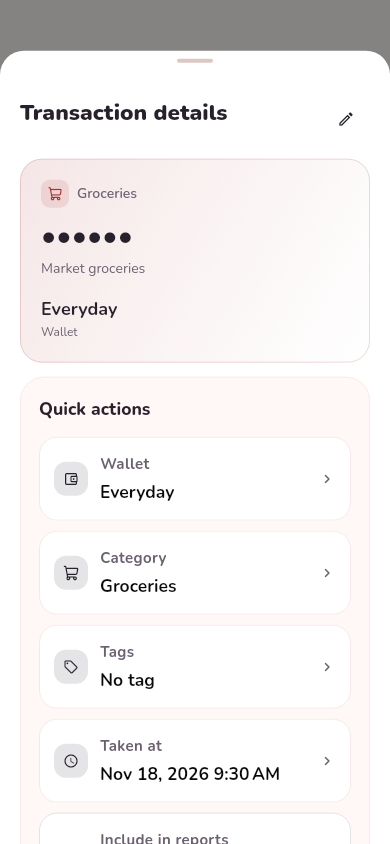 Transaction details
Groceries
●●●●●●
Market groceries
Everyday
Wallet
Quick actions
Wallet
Everyday
Category
Groceries
Tags
No tag
Taken at
Nov 18, 2026 9:30 AM
Include in reports